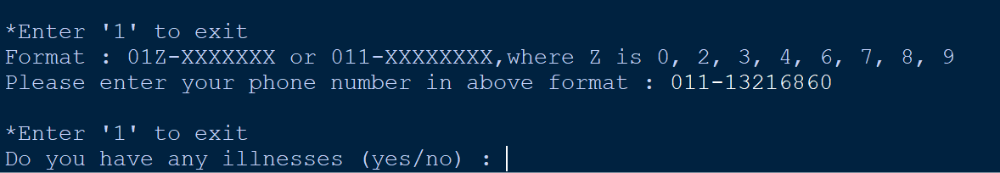 *Enter '1' to exit
Format : 01Z-XXXXXXX or 011-XXXXXXXX,where Z is 0, 2, 3, 4, 6, 7, 8, 9
Please enter your phone number in above format : 011-13216860
*Enter '1' to exit
Do you have any illnesses (yes/no) :